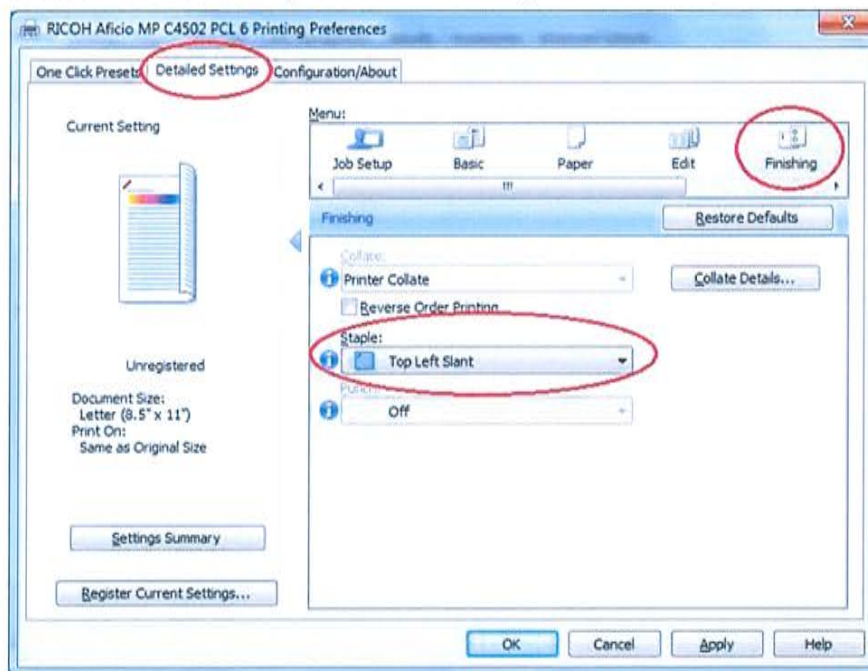 RICOH Aficio MP C4502 PCL 6 Printing Preferences
One Click Presets Detailed Settings Configuration/About
Current Setting
Menu:
Job Setup Basic Paper Edit Finishing
Finishing
Restore Defaults
Collate:
Printer Collate
Collate Details...
Reverse Order Printing
Staple:
Top Left Slant
Punch:
Off
Unregistered
Document Size:
Letter (8.5" x 11")
Print On:
Same as Original Size
Settings Summary
Register Current Settings...
OK Cancel Apply Help